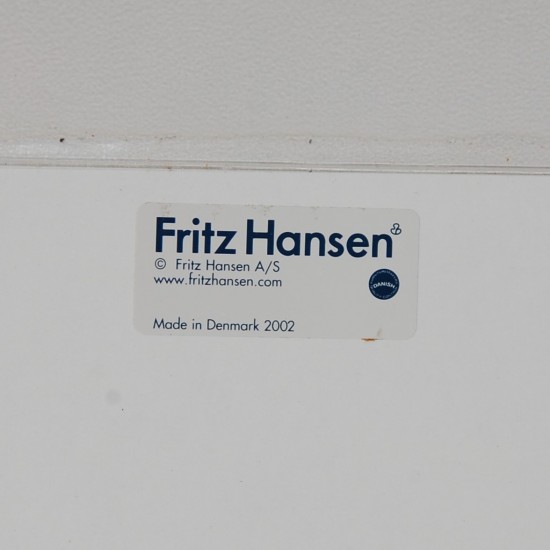 Fritz Hansen
© Fritz Hansen A/S
www.fritzhansen.com
DANISH
Made in Denmark 2002